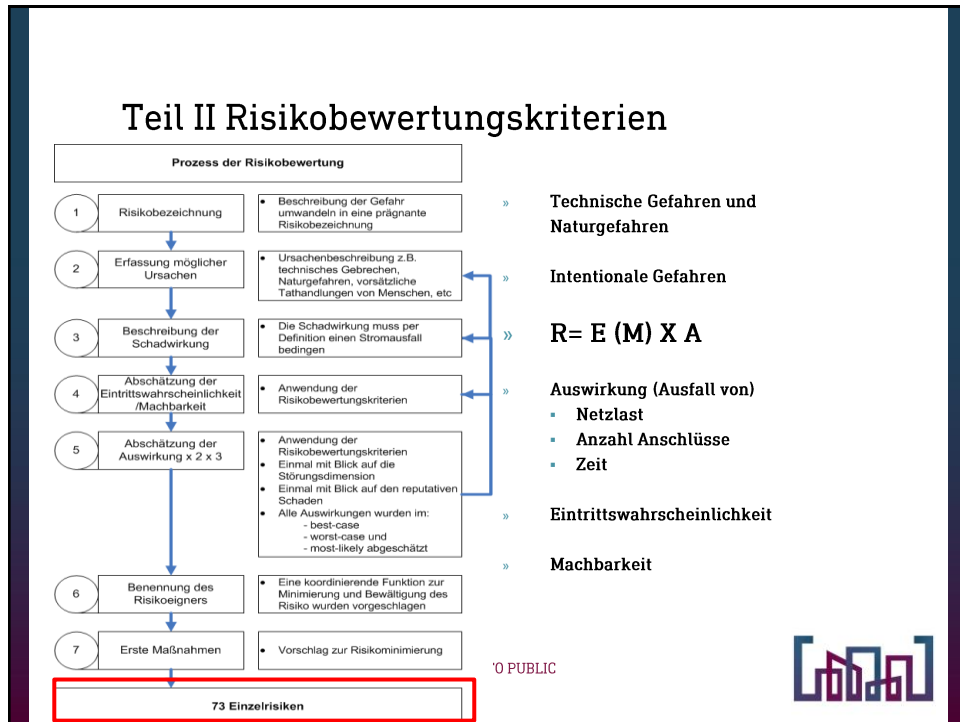 Teil II Risikobewertungskriterien
Prozess der Risikobewertung
1
Risikobezeichnung
• Beschreibung der Gefahr
umwandeln in eine prägnante
Risikobezeichnung
2
Erfassung möglicher
Ursachen
• Ursachenbeschreibung z.B.
technisches Gebrechen,
Naturgefahren, vorsätzliche
Tathandlungen von Menschen, etc
3
Beschreibung der
Schadwirkung
• Die Schadwirkung muss per
Definition einen Stromausfall
bedingen
4
Abschätzung der
Eintrittswahrscheinlichkeit
/Machbarkeit
• Anwendung der
Risikobewertungskriterien
5
Abschätzung der
Auswirkung x 2 x 3
• Anwendung der
Risikobewertungskriterien
• Einmal mit Blick auf die
Störungsdimension
• Einmal mit Blick auf den reputativen
Schaden
• Alle Auswirkungen wurden im:
- best-case
- worst-case und
- most-likely abgeschätzt
6
Benennung des
Risikoeigners
• Eine koordinierende Funktion zur
Minimierung und Bewältigung des
Risiko wurden vorgeschlagen
7
Erste Maßnahmen
• Vorschlag zur Risikominimierung
73 Einzelrisiken
» Technische Gefahren und
Naturgefahren
» Intentionale Gefahren
» R= E (M) X A
» Auswirkung (Ausfall von)
▪ Netzlast
▪ Anzahl Anschlüsse
▪ Zeit
» Eintrittswahrscheinlichkeit
» Machbarkeit
O PUBLIC